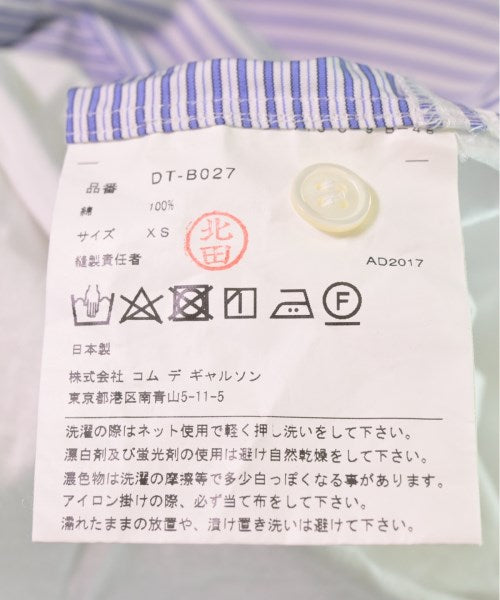 品番 DT-B027
綿 100%
サイズ XS
縫製責任者
北田
AD2017
F
日本製
株式会社 コム デ ギャルソン
東京都港区南青山5-11-5
洗濯の際はネット使用で軽く押し洗いをして下さい。
漂白剤及び蛍光剤の使用は避け自然乾燥をして下さい。
濃色物は洗濯の摩擦等で多少白っぽくなる事があります。
アイロン掛けの際、必ず当て布をして下さい。
濡れたままの放置や、漬け置き洗いは避けて下さい。